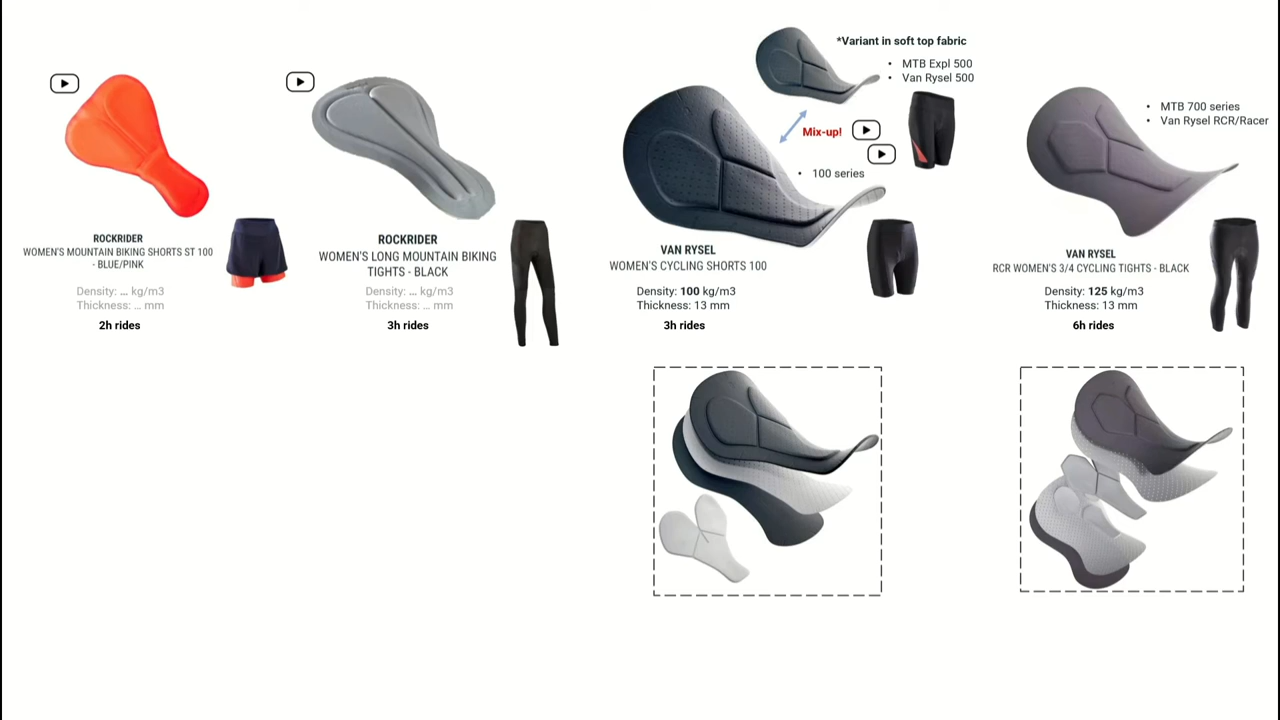 *Variant in soft top fabric
• MTB Expl 500
• Van Rysel 500
Mix-up!
• 100 series
• MTB 700 series
• Van Rysel RCR/Racer
ROCKRIDER
WOMEN'S MOUNTAIN BIKING SHORTS ST 100
- BLUE/PINK
Density: ... kg/m3
Thickness: ... mm
2h rides
ROCKRIDER
WOMEN'S LONG MOUNTAIN BIKING
TIGHTS - BLACK
Density: ... kg/m3
Thickness: ... mm
3h rides
VAN RYSEL
WOMEN'S CYCLING SHORTS 100
Density: 100 kg/m3
Thickness: 13 mm
3h rides
VAN RYSEL
RCR WOMEN'S 3/4 CYCLING TIGHTS - BLACK
Density: 125 kg/m3
Thickness: 13 mm
6h rides